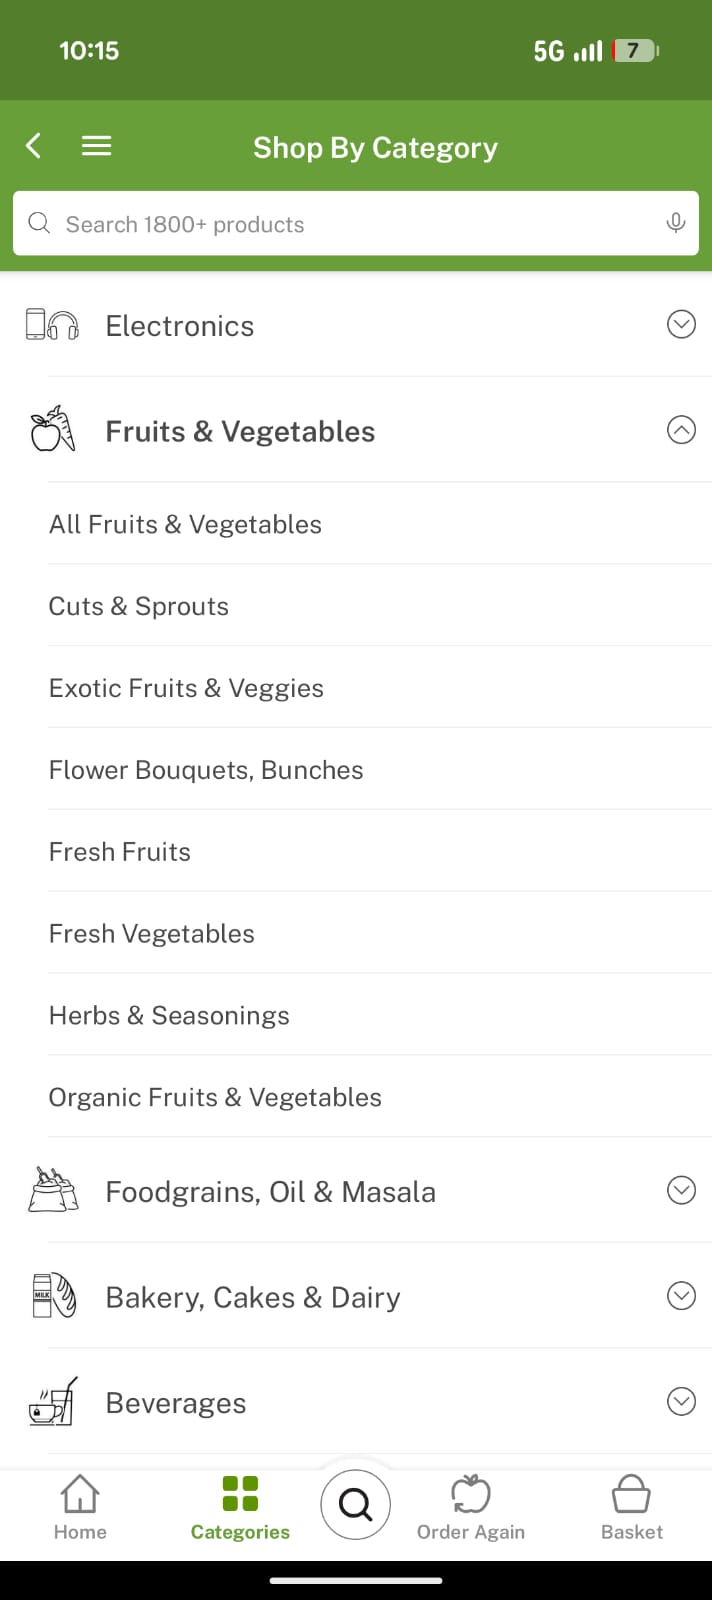 10:15
5G
7
Shop By Category
Search 1800+ products
Electronics
Fruits & Vegetables
All Fruits & Vegetables
Cuts & Sprouts
Exotic Fruits & Veggies
Flower Bouquets, Bunches
Fresh Fruits
Fresh Vegetables
Herbs & Seasonings
Organic Fruits & Vegetables
Foodgrains, Oil & Masala
MILK
Bakery, Cakes & Dairy
Beverages
Home
Categories
Order Again
Basket